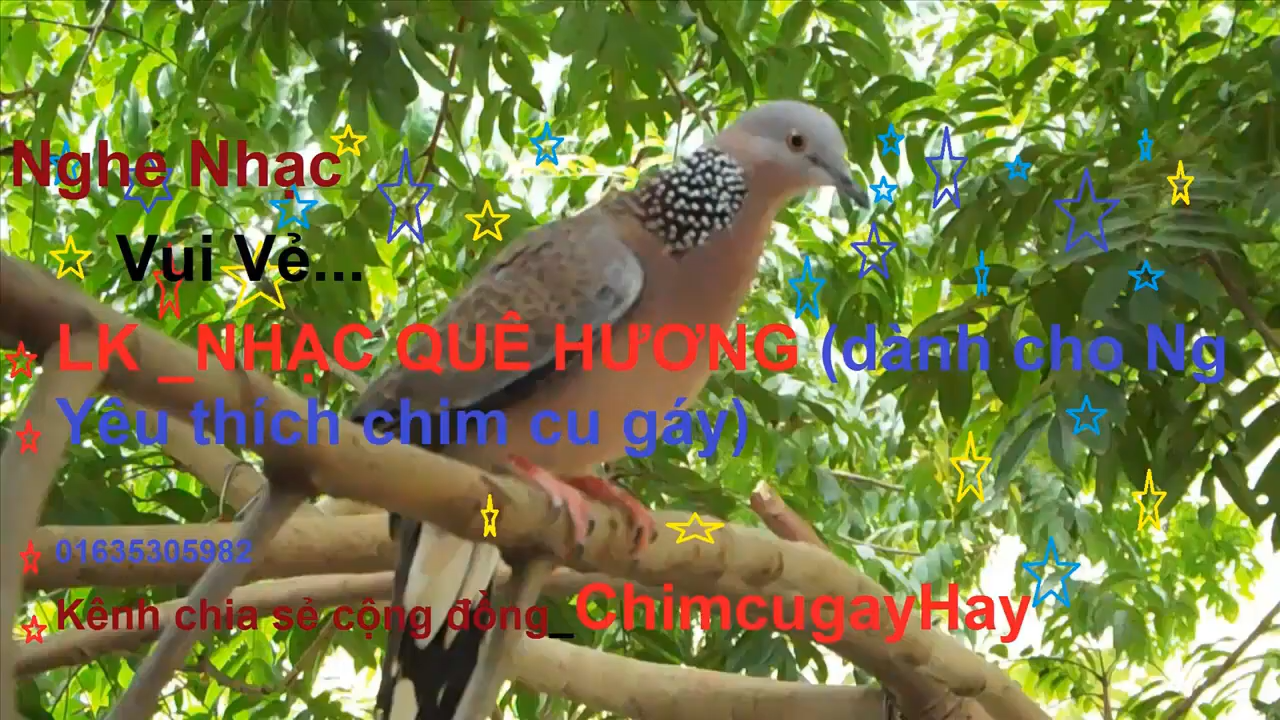 Nghe Nhạc
Vui Vẻ...
LK _NHẠC QUÊ HƯƠNG (dành cho Ng
Yêu thích chim cu gáy)
01635305982
Kênh chia sẻ cộng đồng_ChimcugayHay